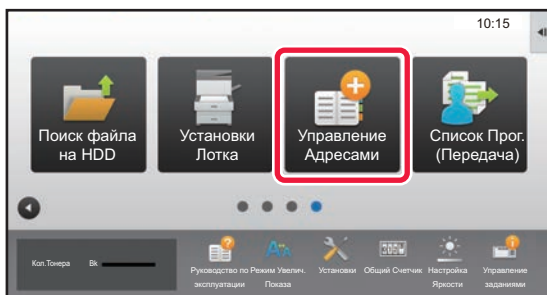 10:15
Поиск файла
на HDD
Установки
Лотка
Управление
Адресами
Список Прог.
(Передача)
Кол.Тонера Bk
Руководство по
эксплуатации
Режим Увелич.
Показа
Установки
Общий Счетчик
Настройка
Яркости
Управление
заданиями